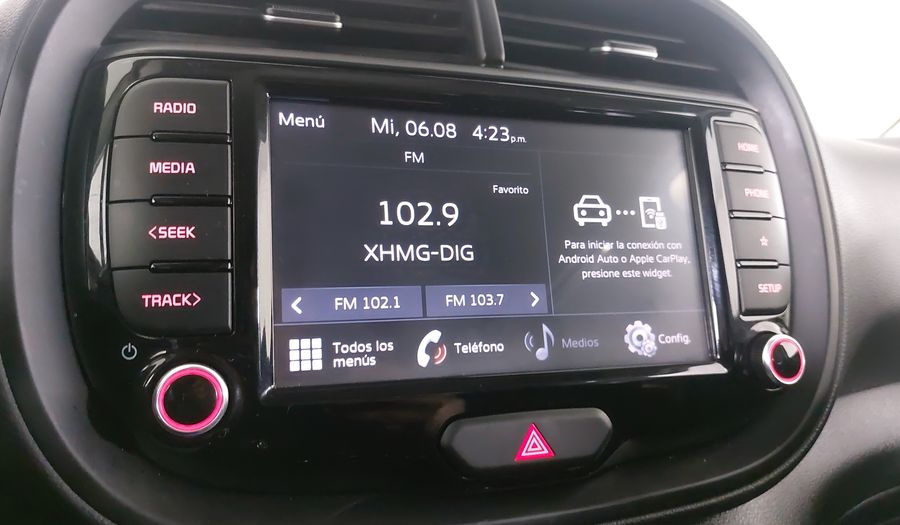 RADIO
MEDIA
<SEEK
TRACK>
Menú
Mi, 06.08 4:23p.m.
FM
Favorito
102.9
XHMG-DIG
FM 102.1
FM 103.7
Para iniciar la conexión con
Android Auto o Apple CarPlay,
presione este widget.
Todos los
menús
Teléfono
Medios
Config.
HOME
PHONE
SETUP